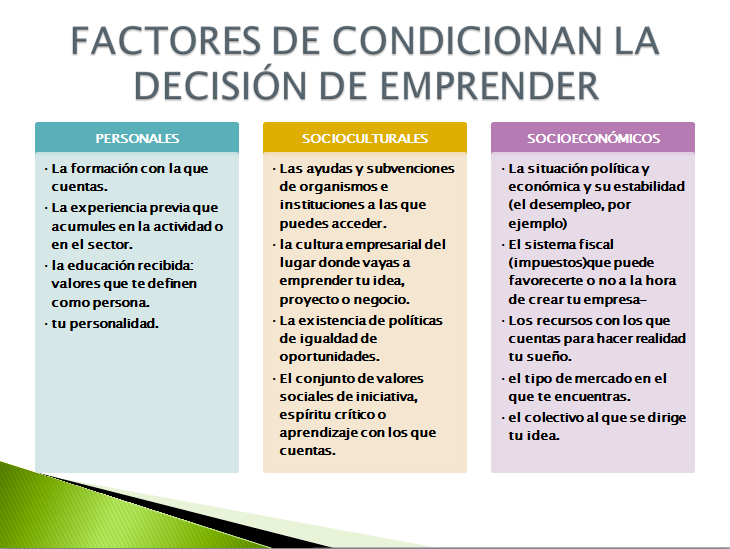 FACTORES DE CONDICIONAN LA
DECISIÓN DE EMPRENDER
PERSONALES
· La formación con la que
cuentas.
· La experiencia previa que
acumules en la actividad o
en el sector.
· la educación recibida:
valores que te definen
como persona.
· tu personalidad.
SOCIOCULTURALES
· Las ayudas y subvenciones
de organismos e
instituciones a las que
puedes acceder.
· la cultura empresarial del
lugar donde vayas a
emprender tu idea,
proyecto o negocio.
· La existencia de políticas
de igualdad de
oportunidades.
· El conjunto de valores
sociales de iniciativa,
espíritu crítico o
aprendizaje con los que
cuentas.
SOCIOECONÓMICOS
· La situación política y
económica y su estabilidad
(el desempleo, por
ejemplo)
· El sistema fiscal
(impuestos)que puede
favorecerte o no a la hora
de crear tu empresa–
· Los recursos con los que
cuentas para hacer realidad
tu sueño.
· el tipo de mercado en el
que te encuentras.
· el colectivo al que se dirige
tu idea.